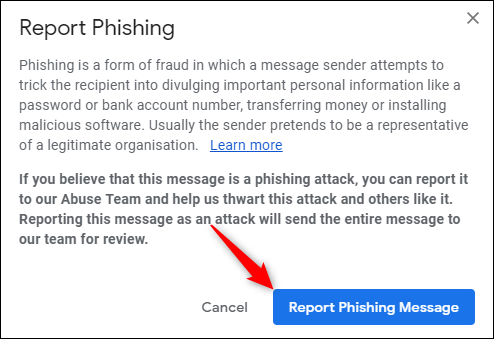 Report Phishing
Phishing is a form of fraud in which a message sender attempts to
trick the recipient into divulging important personal information like a
password or bank account number, transferring money or installing
malicious software. Usually the sender pretends to be a representative
of a legitimate organisation. Learn more
If you believe that this message is a phishing attack, you can report it
to our Abuse Team and help us thwart this attack and others like it.
Reporting this message as an attack will send the entire message to
our team for review.
Cancel Report Phishing Message